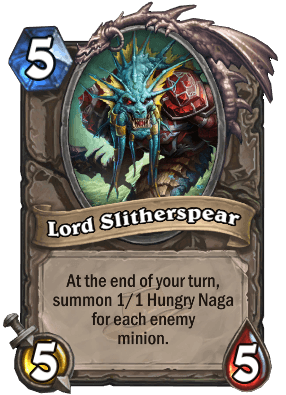 5
Lord Slitherspear
At the end of your turn,
summon 1/1 Hungry Naga
for each enemy
minion.
5
5